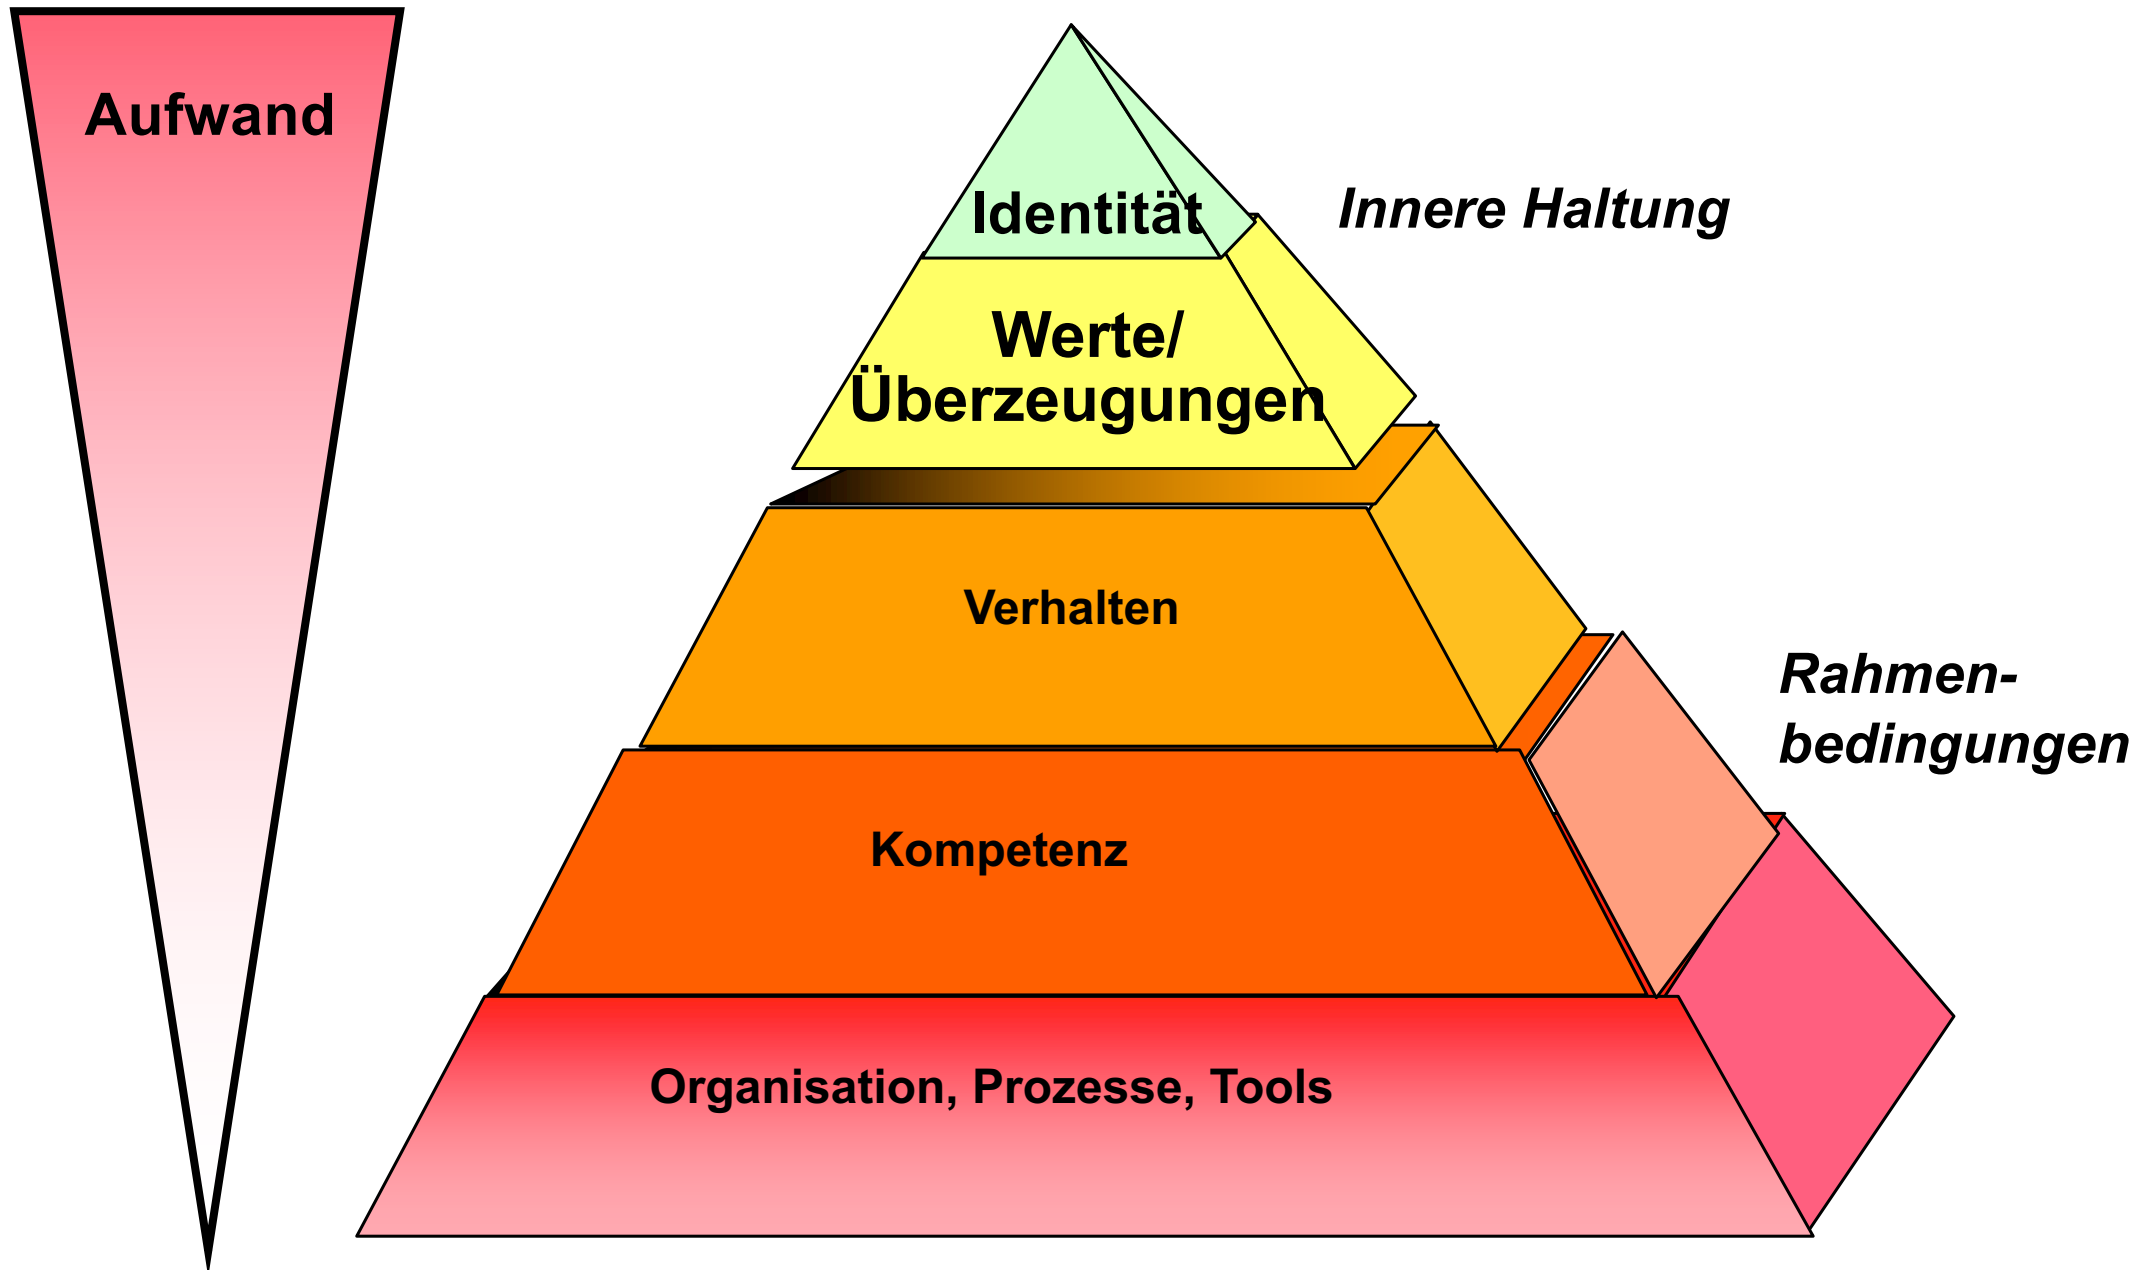 Aufwand
Identität
Innere Haltung
Werte/
Überzeugungen
Verhalten
Rahmen-
bedingungen
Kompetenz
Organisation, Prozesse, Tools